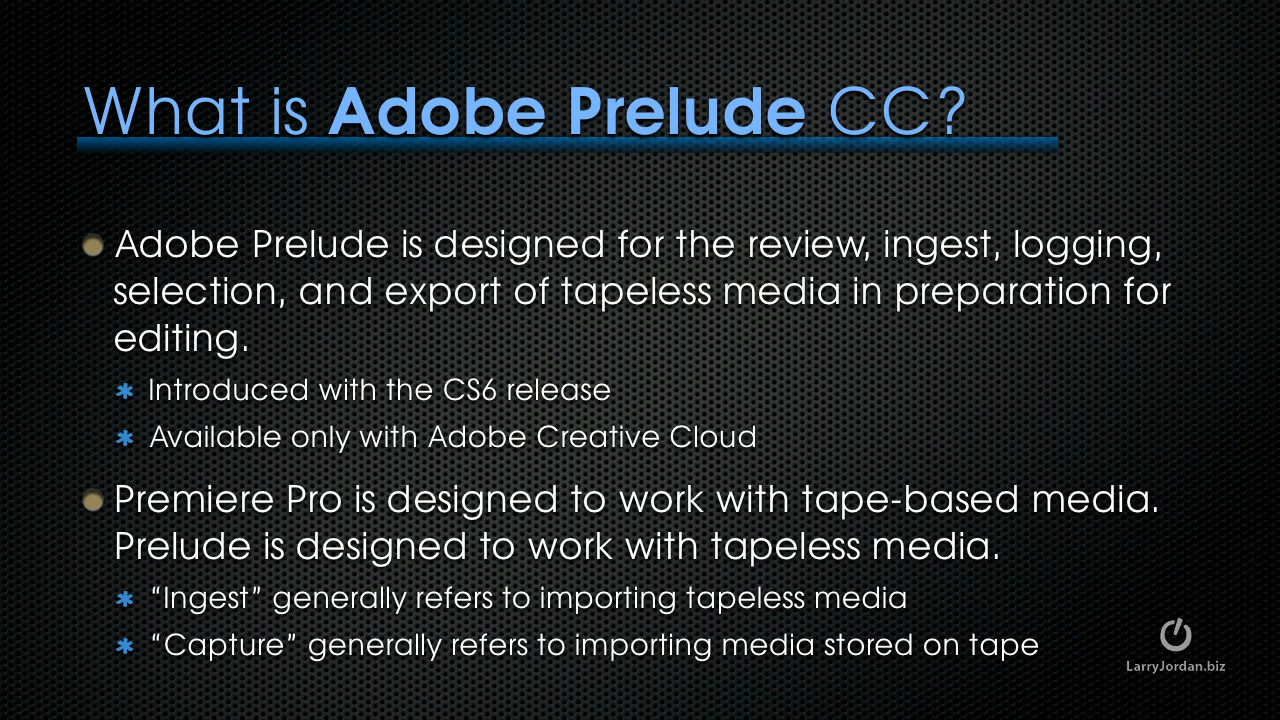 What is Adobe Prelude CC?
Adobe Prelude is designed for the review, ingest, logging,
selection, and export of tapeless media in preparation for
editing.
Introduced with the CS6 release
Available only with Adobe Creative Cloud
Premiere Pro is designed to work with tape-based media.
Prelude is designed to work with tapeless media.
“Ingest” generally refers to importing tapeless media
“Capture” generally refers to importing media stored on tape
LarryJordan.biz